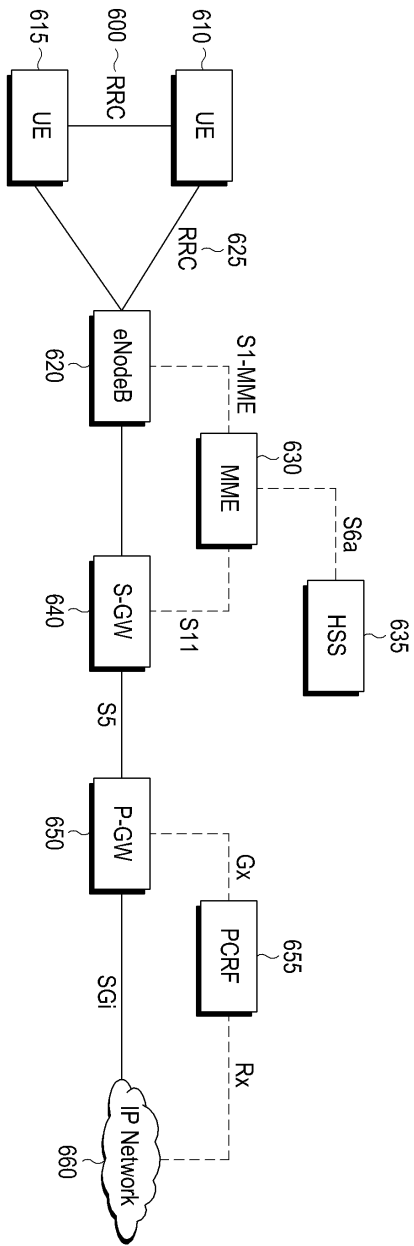 610
UE
600
RRC
615
UE
625
RRC
eNodeB
620
S1-MME
630
MME
S6a
635
HSS
S11
S-GW
640
S5
P-GW
650
Gx
655
PCRF
Rx
SGi
IP Network
660